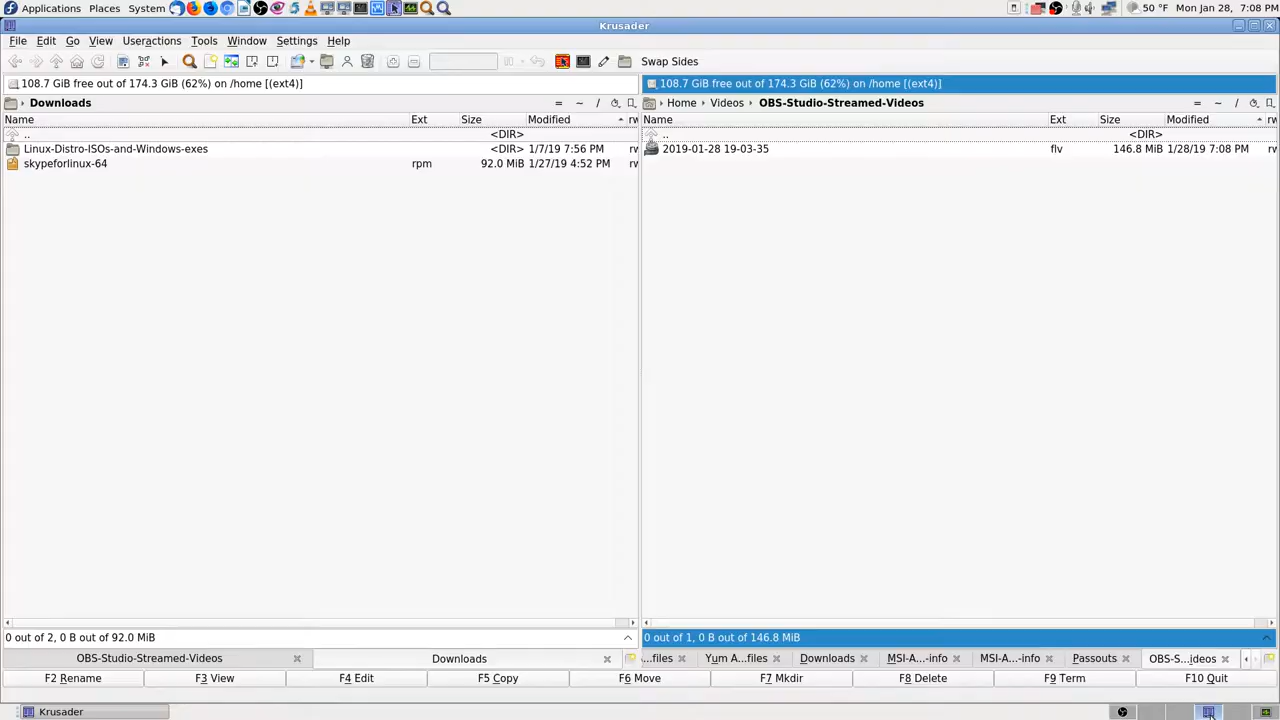 Applications Places System 50 °F Mon Jan 28, 7:08 PM
Krusader
File Edit Go View Useractions Tools Window Settings Help
Swap Sides
108.7 GiB free out of 174.3 GiB (62%) on /home [(ext4)]
Downloads = ~ /
Name Ext Size Modified rw
.. <DIR>
Linux-Distro-ISOs-and-Windows-exes <DIR> 1/7/19 7:56 PM rw
skypeforlinux-64 rpm 92.0 MiB 1/27/19 4:52 PM rw
0 out of 2, 0 B out of 92.0 MiB
OBS-Studio-Streamed-Videos Downloads
108.7 GiB free out of 174.3 GiB (62%) on /home [(ext4)]
Home Videos OBS-Studio-Streamed-Videos = ~ /
Name Ext Size Modified rw
.. <DIR>
2019-01-28 19-03-35 flv 146.8 MiB 1/28/19 7:08 PM rw
0 out of 1, 0 B out of 146.8 MiB
...files Yum A...files Downloads MSI-A...-info MSI-A...-info Passouts OBS-S...ideos
F2 Rename F3 View F4 Edit F5 Copy F6 Move F7 Mkdir F8 Delete F9 Term F10 Quit
Krusader